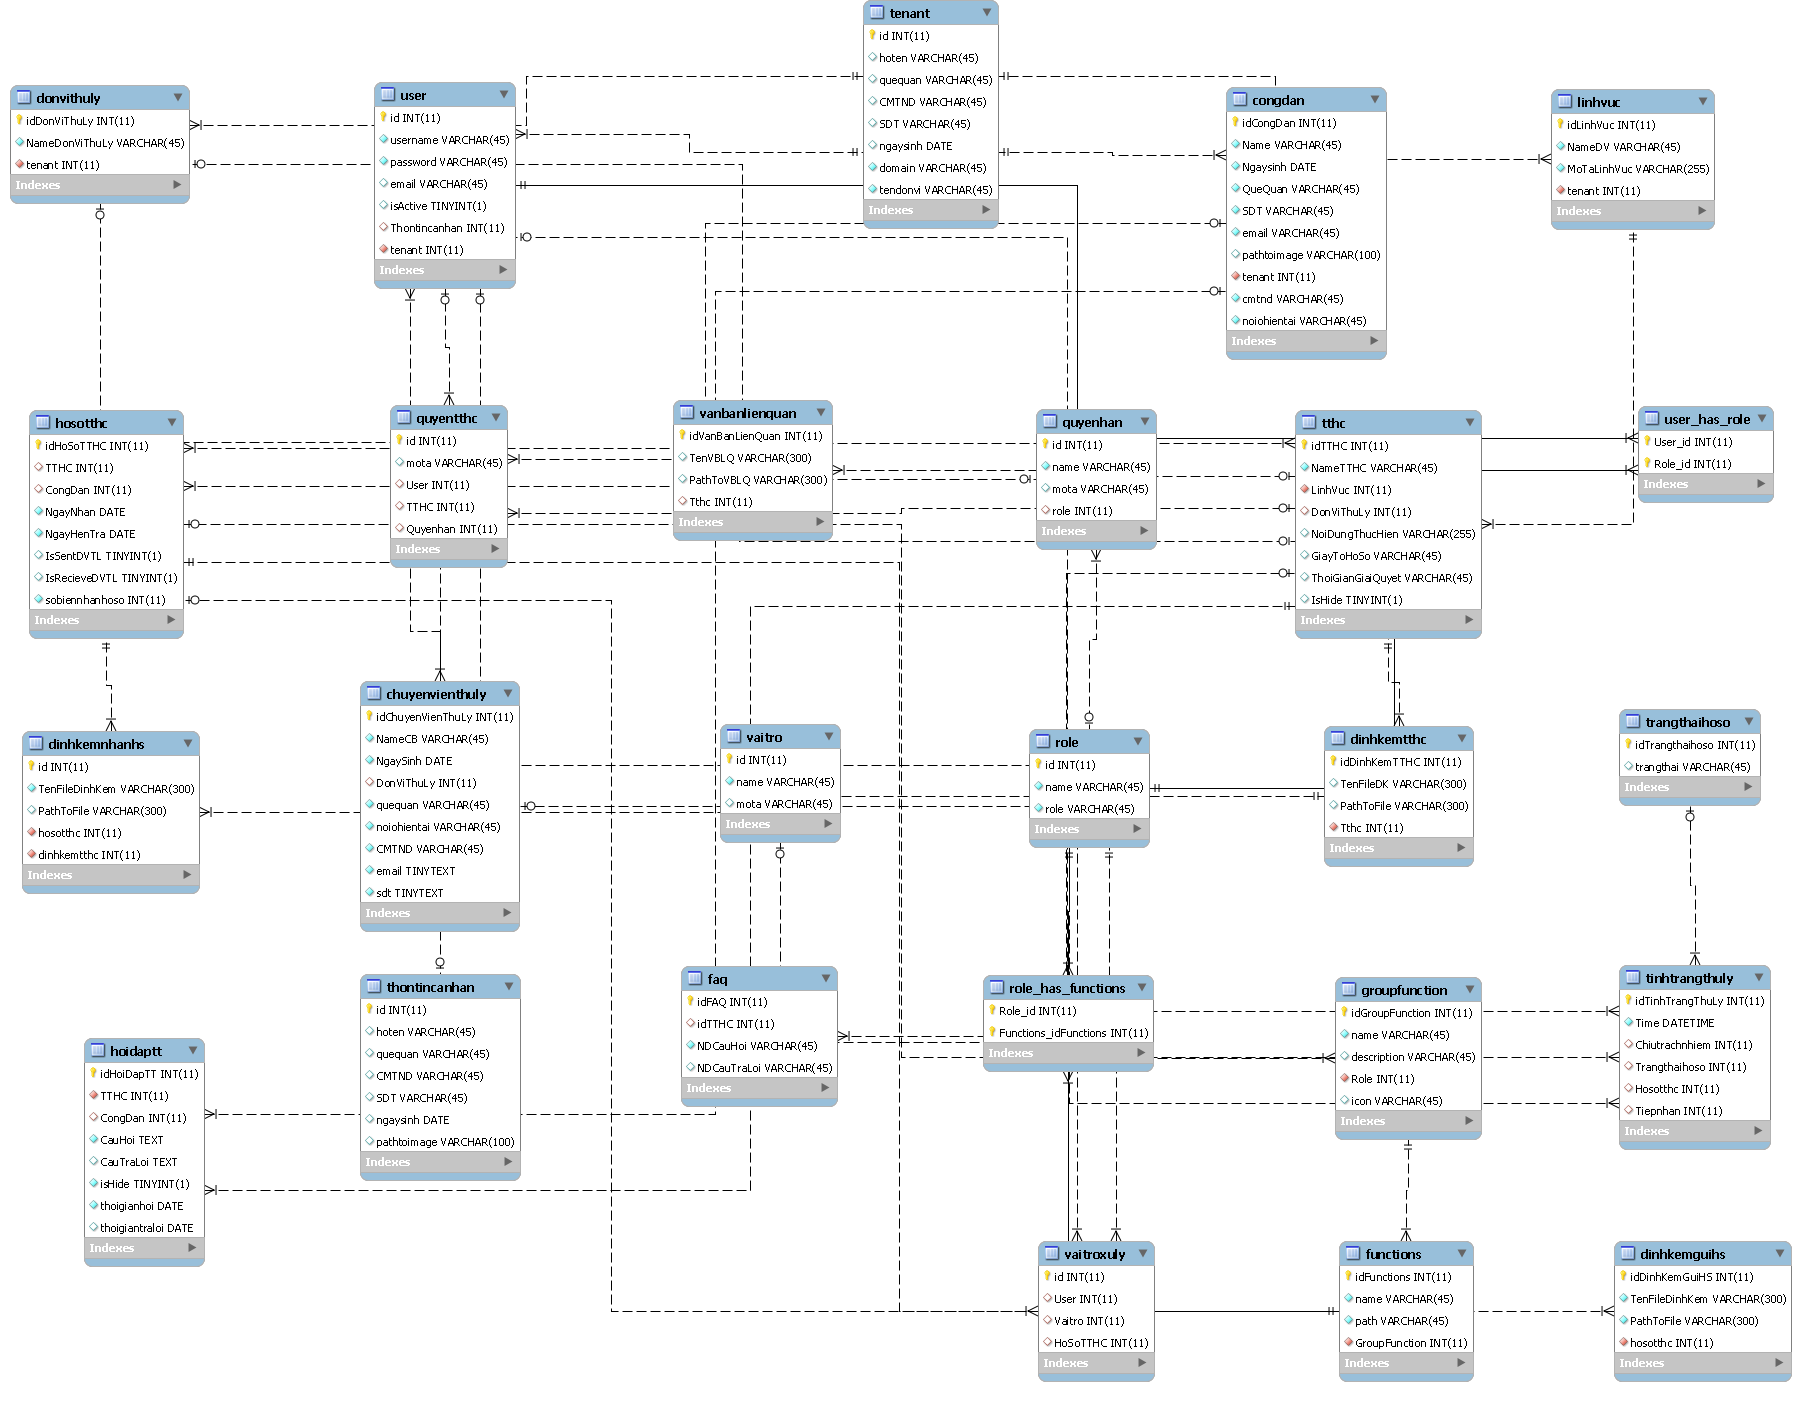 tenant
id INT(11)
hoten VARCHAR(45)
quequan VARCHAR(45)
CMTND VARCHAR(45)
SDT VARCHAR(45)
ngaysinh DATE
domain VARCHAR(45)
tendonvi VARCHAR(45)
Indexes
donvithuly
idDonViThuLy INT(11)
NameDonViThuLy VARCHAR(45)
tenant INT(11)
Indexes
user
id INT(11)
username VARCHAR(45)
password VARCHAR(45)
email VARCHAR(45)
isActive TINYINT(1)
Thontincanhan INT(11)
tenant INT(11)
Indexes
congdan
idCongDan INT(11)
Name VARCHAR(45)
Ngaysinh DATE
QueQuan VARCHAR(45)
SDT VARCHAR(45)
email VARCHAR(45)
pathtoimage VARCHAR(100)
tenant INT(11)
cmtnd VARCHAR(45)
noiohientai VARCHAR(45)
Indexes
linhvuc
idLinhVuc INT(11)
NameDV VARCHAR(45)
MoTaLinhVuc VARCHAR(255)
tenant INT(11)
Indexes
hosotthc
idHoSoTTHC INT(11)
TTHC INT(11)
CongDan INT(11)
NgayNhan DATE
NgayHenTra DATE
IsSentDVTL TINYINT(1)
IsRecieveDVTL TINYINT(1)
sobiennhanhoso INT(11)
Indexes
quyentthc
id INT(11)
mota VARCHAR(45)
User INT(11)
TTHC INT(11)
Quyenhan INT(11)
Indexes
vanbanlienquan
idVanBanLienQuan INT(11)
TenVBLQ VARCHAR(300)
PathToVBLQ VARCHAR(300)
Tthc INT(11)
Indexes
quyenhan
id INT(11)
name VARCHAR(45)
mota VARCHAR(45)
role INT(11)
Indexes
tthc
idTTHC INT(11)
NameTTHC VARCHAR(45)
LinhVuc INT(11)
DonViThuLy INT(11)
NoiDungThucHien VARCHAR(255)
GiayToHoSo VARCHAR(45)
ThoiGianGiaiQuyet VARCHAR(45)
IsHide TINYINT(1)
Indexes
user_has_role
User_id INT(11)
Role_id INT(11)
Indexes
dinhkemnhanhs
id INT(11)
TenFileDinhKem VARCHAR(300)
PathToFile VARCHAR(300)
hosotthc INT(11)
dinhkemtthc INT(11)
Indexes
chuyenvienthuly
idChuyenVienThuLy INT(11)
NameCB VARCHAR(45)
NgaySinh DATE
DonViThuLy INT(11)
quequan VARCHAR(45)
noiohientai VARCHAR(45)
CMTND VARCHAR(45)
email TINYTEXT
sdt TINYTEXT
Indexes
vaitro
id INT(11)
name VARCHAR(45)
mota VARCHAR(45)
Indexes
role
id INT(11)
name VARCHAR(45)
role VARCHAR(45)
Indexes
dinhkemtthc
idDinhKemTTHC INT(11)
TenFileDK VARCHAR(300)
PathToFile VARCHAR(300)
Tthc INT(11)
Indexes
trangthaihoso
idTrangthaihoso INT(11)
trangthai VARCHAR(45)
Indexes
hoidaptt
idHoiDapTT INT(11)
TTHC INT(11)
CongDan INT(11)
CauHoi TEXT
CauTraLoi TEXT
isHide TINYINT(1)
thoigianhoi DATE
thoigiantraloi DATE
Indexes
thontincanhan
id INT(11)
hoten VARCHAR(45)
quequan VARCHAR(45)
CMTND VARCHAR(45)
SDT VARCHAR(45)
ngaysinh DATE
pathtoimage VARCHAR(100)
Indexes
faq
idFAQ INT(11)
idTTHC INT(11)
NDCauHoi VARCHAR(45)
NDCauTraLoi VARCHAR(45)
Indexes
role_has_functions
Role_id INT(11)
Functions_idFunctions INT(11)
Indexes
groupfunction
idGroupFunction INT(11)
name VARCHAR(45)
description VARCHAR(45)
Role INT(11)
icon VARCHAR(45)
Indexes
tinhtrangthuly
idTinhTrangThuLy INT(11)
Time DATETIME
Chiutrachnhiem INT(11)
Trangthaihoso INT(11)
Hosotthc INT(11)
Tiepnhan INT(11)
Indexes
vaitroxuly
id INT(11)
User INT(11)
Vaitro INT(11)
HoSoTTHC INT(11)
Indexes
functions
idFunctions INT(11)
name VARCHAR(45)
path VARCHAR(45)
GroupFunction INT(11)
Indexes
dinhkemguihs
idDinhKemGuiHS INT(11)
TenFileDinhKem VARCHAR(300)
PathToFile VARCHAR(300)
hosotthc INT(11)
Indexes